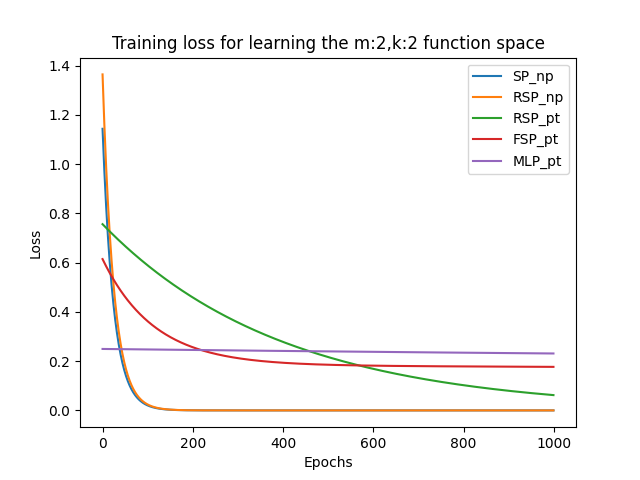 Training loss for learning the m:2,k:2 function space
Loss
1.4
1.2
1.0
0.8
0.6
0.4
0.2
0.0
SP_np
RSP_np
RSP_pt
FSP_pt
MLP_pt
0 200 400 600 800 1000
Epochs